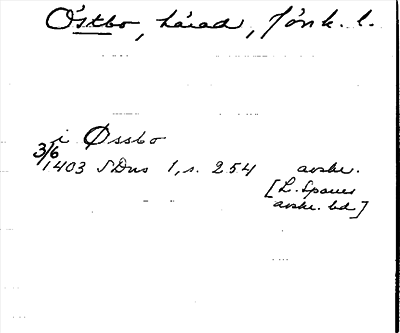 Östbo, härad, Jönk. l.
i Øssbo
3/6
1403 SDns 1, s. 254 avskr.
[L. Sparres
avskr. bd]